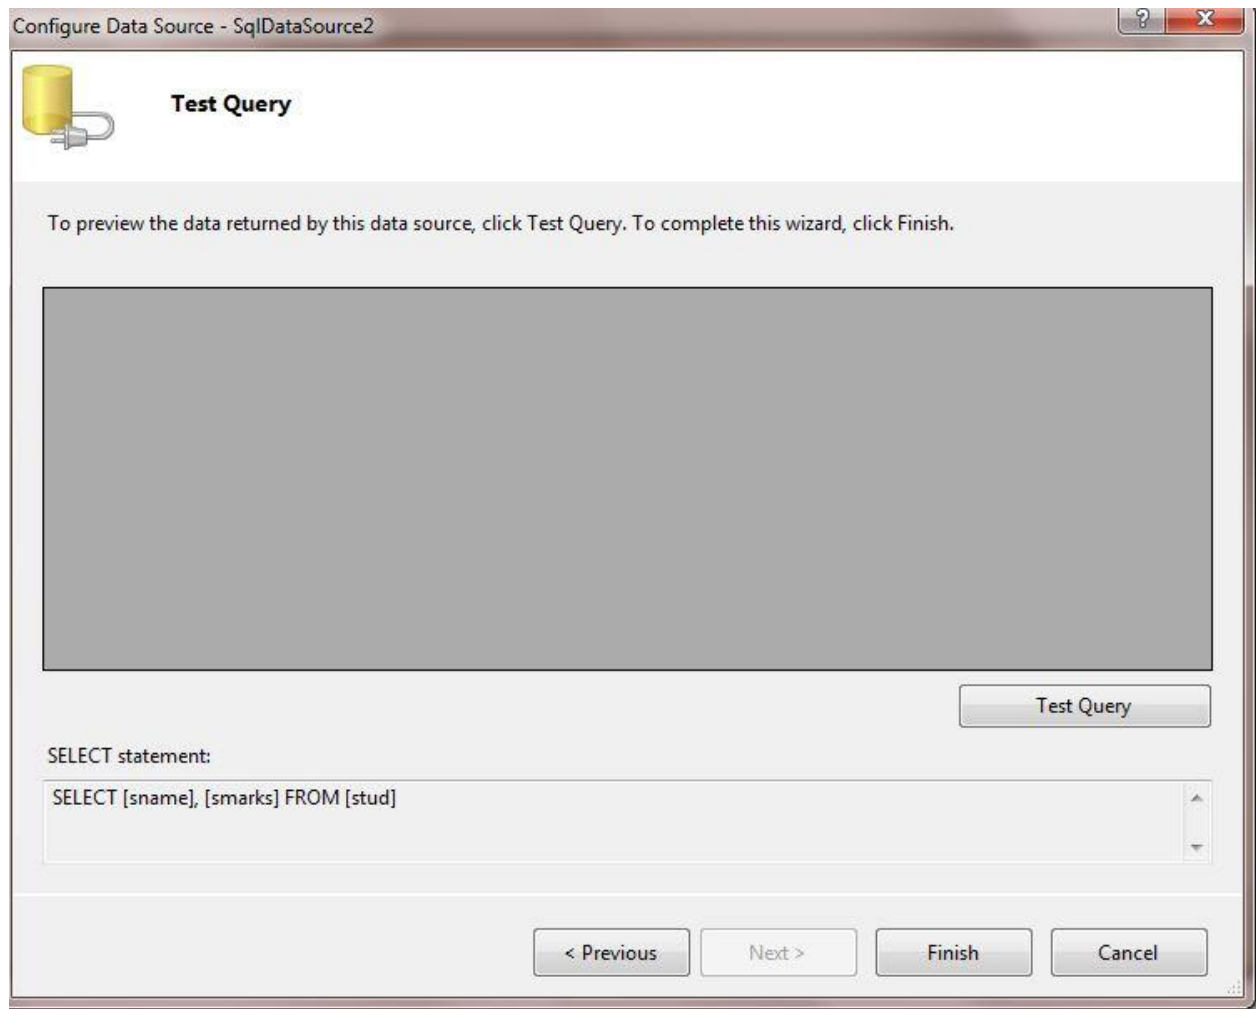 Configure Data Source - SqlDataSource2
Test Query
To preview the data returned by this data source, click Test Query. To complete this wizard, click Finish.
Test Query
SELECT statement:
SELECT [sname], [smarks] FROM [stud]
< Previous
Next >
Finish
Cancel